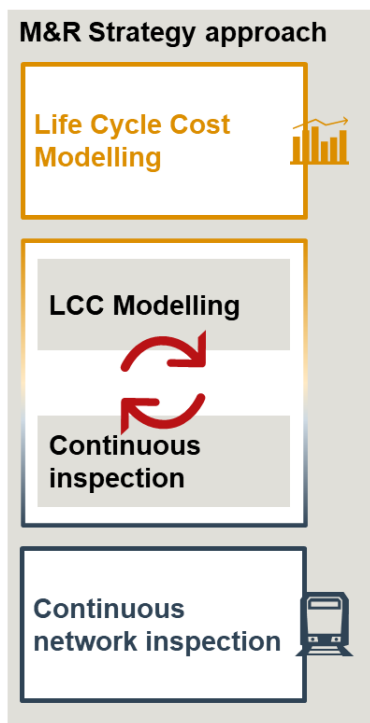 M&R Strategy approach
Life Cycle Cost
Modelling
LCC Modelling
Continuous
inspection
Continuous
network inspection